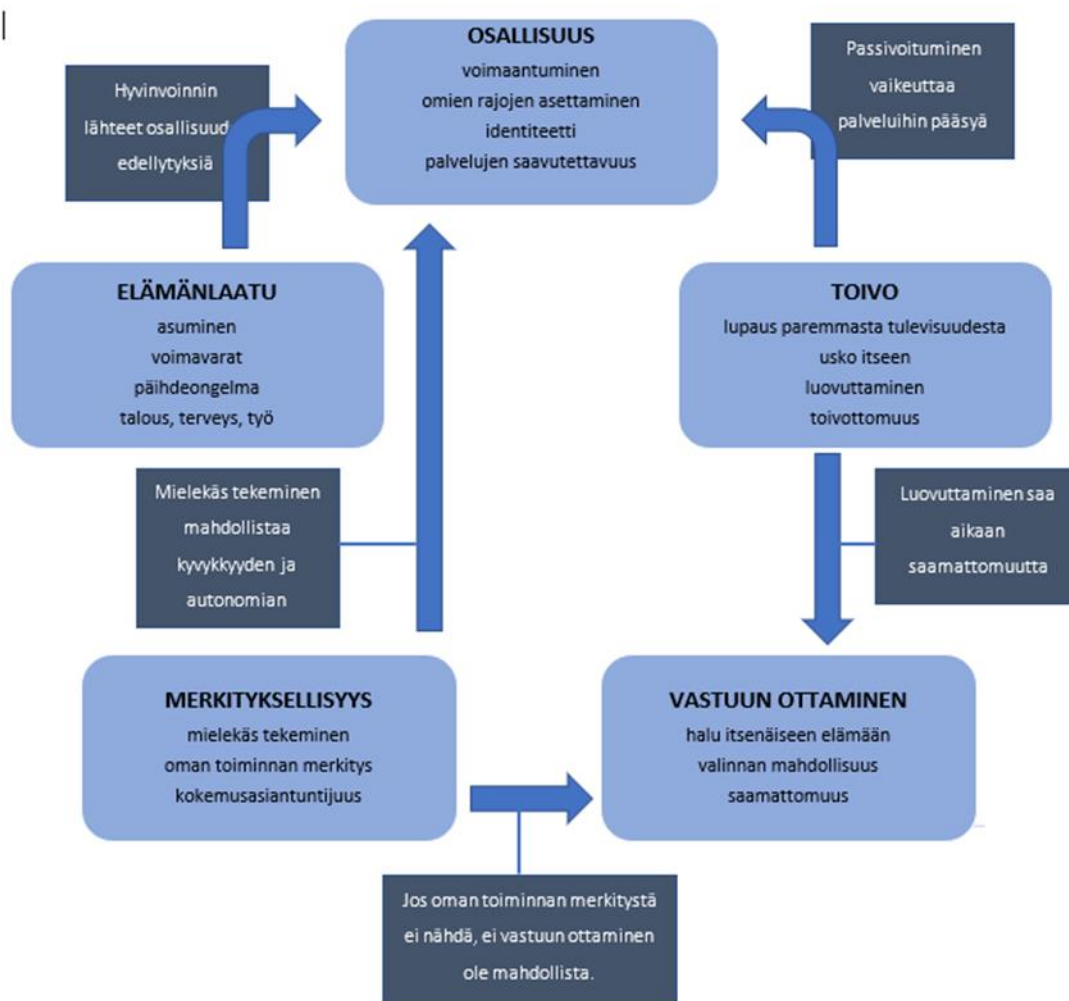 OSALLISUUS
voimaantuminen
omien rajojen asettaminen
identiteetti
palvelujen saavutettavuus
Hyvinvoinnin
lähteet osallisuud
edellytyksiä
Passivoituminen
vaikeuttaa
palveluihin pääsyä
ELÄMÄNLAATU
asuminen
voimavarat
päihdeongelma
talous, terveys, työ
TOIVO
lupaus paremmasta tulevisuudesta
usko itseen
luovuttaminen
toivottomuus
Mielekäs tekeminen
mahdollistaa
kyvykkyyden ja
autonomian
Luovuttaminen saa
aikaan
saamattomuutta
MERKITYKSELLISYYS
mielekäs tekeminen
oman toiminnan merkitys
kokemusasiantuntijuus
VASTUUN OTTAMINEN
halu itsenäiseen elämään
valinnan mahdollisuus
saamattomuus
Jos oman toiminnan merkitystä
ei nähdä, ei vastuun ottaminen
ole mahdollista.